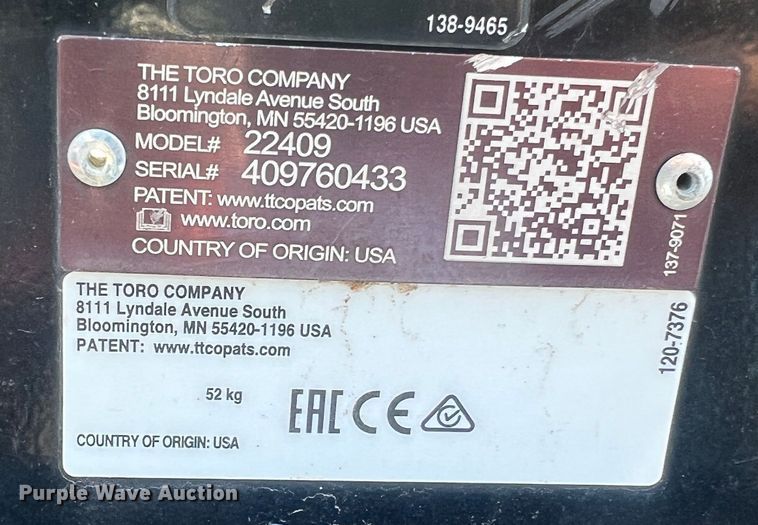 138-9465
THE TORO COMPANY
8111 Lyndale Avenue South
Bloomington, MN 55420-1196 USA
MODEL# 22409
SERIAL# 409760433
PATENT: www.ttcopats.com
www.toro.com
COUNTRY OF ORIGIN: USA
137-9071
THE TORO COMPANY
8111 Lyndale Avenue South
Bloomington, MN 55420-1196 USA
PATENT: www.ttcopats.com
120-7376
52 kg
EAC CE
COUNTRY OF ORIGIN: USA
Purple Wave Auction